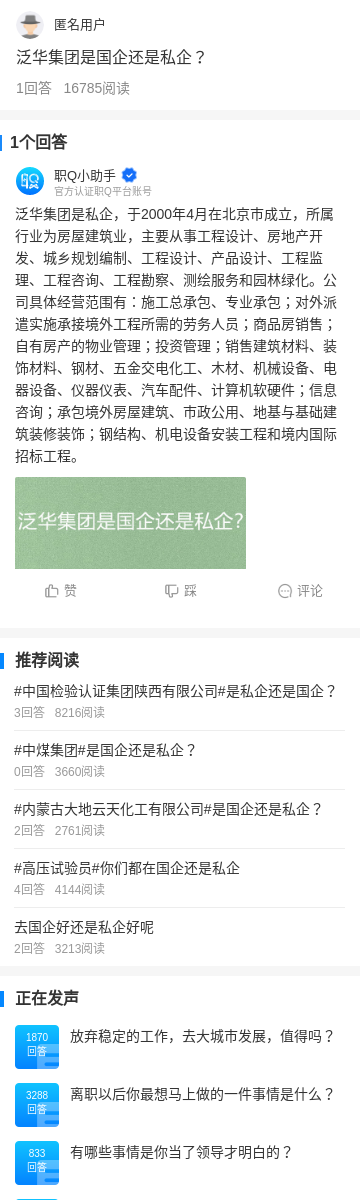 匿名用户
泛华集团是国企还是私企？
1回答 16785阅读
1个回答
职Q小助手
官方认证职Q平台账号
泛华集团是私企，于2000年4月在北京市成立，所属
行业为房屋建筑业，主要从事工程设计、房地产开
发、城乡规划编制、工程设计、产品设计、工程监
理、工程咨询、工程勘察、测绘服务和园林绿化。公
司具体经营范围有：施工总承包、专业承包；对外派
遣实施承接境外工程所需的劳务人员；商品房销售；
自有房产的物业管理；投资管理；销售建筑材料、装
饰材料、钢材、五金交电化工、木材、机械设备、电
器设备、仪器仪表、汽车配件、计算机软硬件；信息
咨询；承包境外房屋建筑、市政公用、地基与基础建
筑装修装饰；钢结构、机电设备安装工程和境内国际
招标工程。
泛华集团是国企还是私企?
赞 踩 评论
推荐阅读
#中国检验认证集团陕西有限公司#是私企还是国企？
3回答 8216阅读
#中煤集团#是国企还是私企？
0回答 3660阅读
#内蒙古大地云天化工有限公司#是国企还是私企？
2回答 2761阅读
#高压试验员#你们都在国企还是私企
4回答 4144阅读
去国企好还是私企好呢
2回答 3213阅读
正在发声
1870
回答
放弃稳定的工作，去大城市发展，值得吗？
3288
回答
离职以后你最想马上做的一件事情是什么？
833
回答
有哪些事情是你当了领导才明白的？